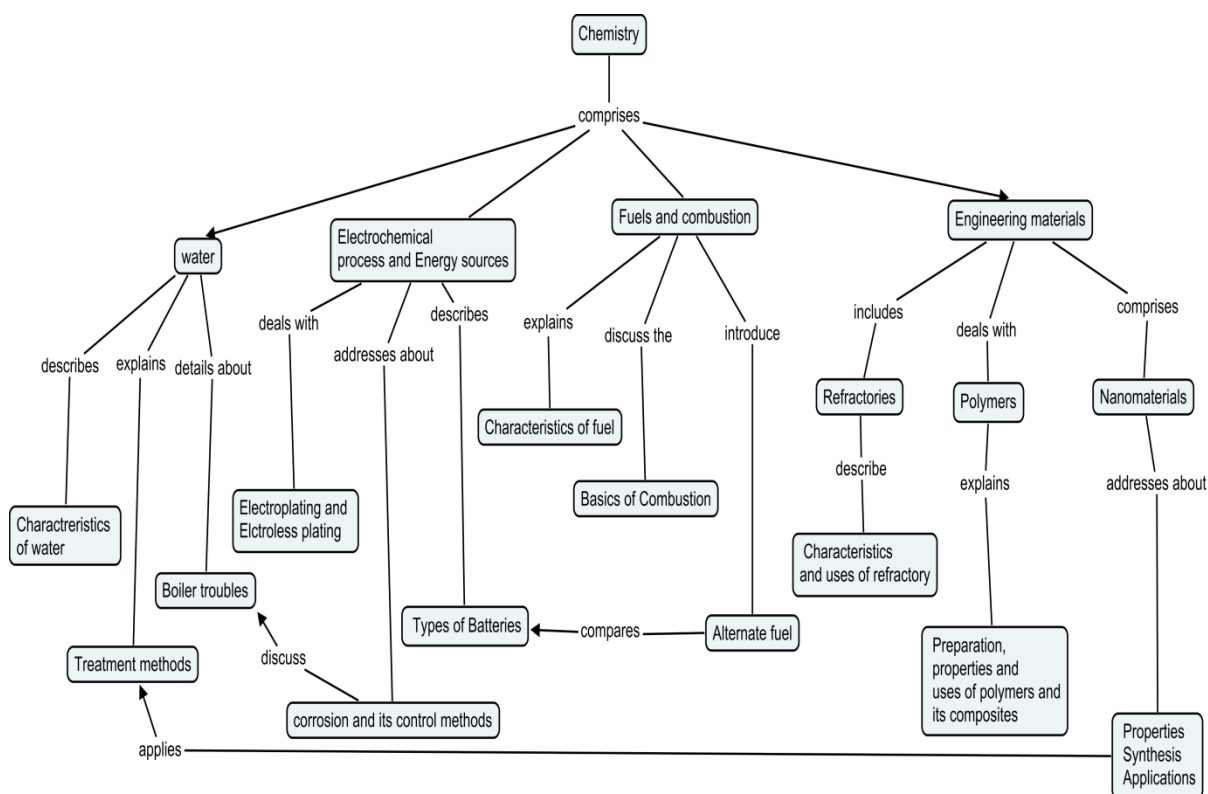 Chemistry
comprises
water
Electrochemical
process and Energy sources
Fuels and combustion
Engineering materials
describes
explains
details about
deals with
addresses about
describes
explains
discuss the
introduce
includes
deals with
comprises
Refractories
Polymers
Nanomaterials
Characteristics of fuel
describe
explains
addresses about
Basics of Combustion
Charactreristics
of water
Electroplating and
Elctroless plating
Characteristics
and uses of refractory
Boiler troubles
Types of Batteries
compares
Alternate fuel
discuss
Treatment methods
Preparation,
properties and
uses of polymers and
its composites
corrosion and its control methods
applies
Properties
Synthesis
Applications